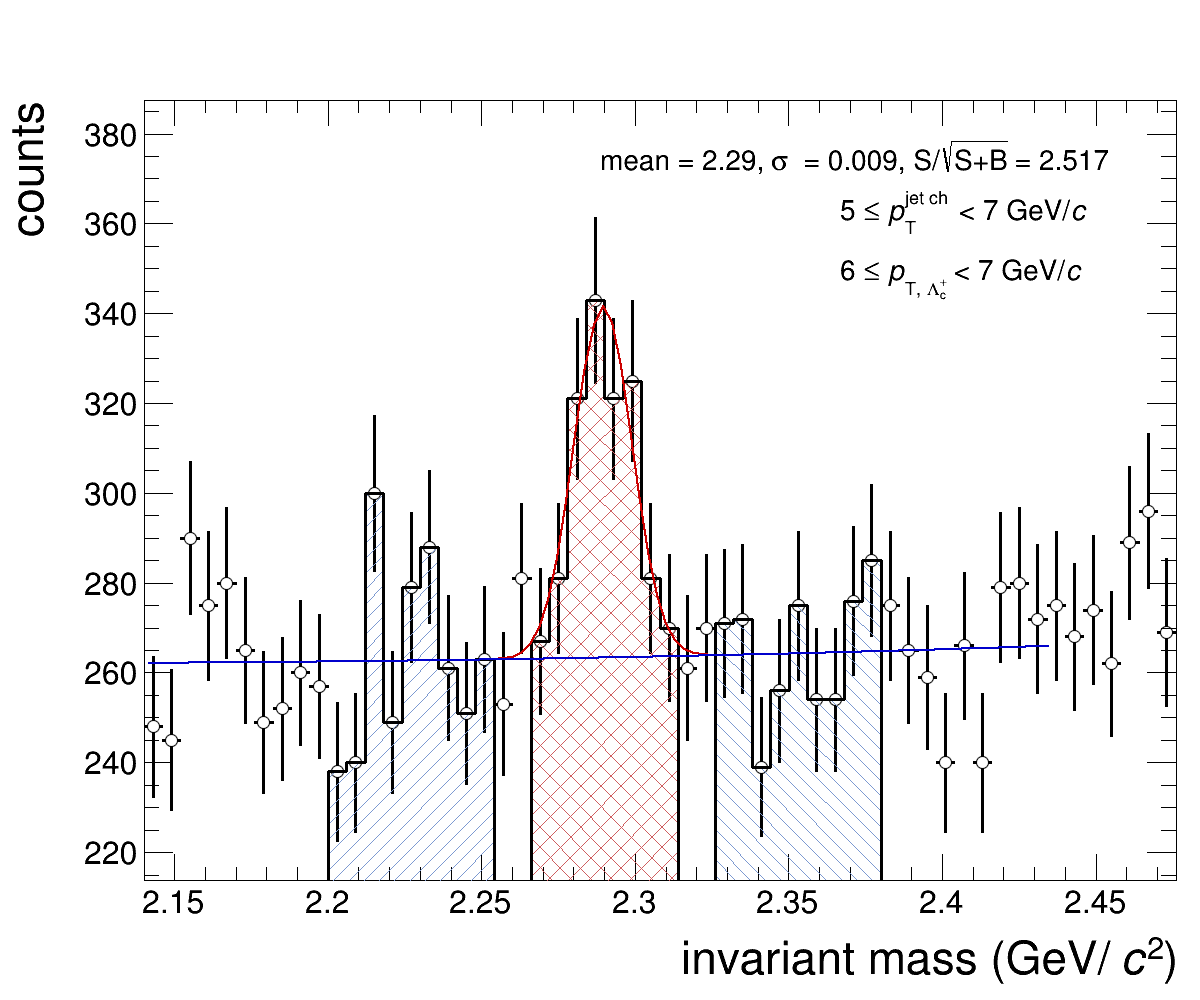 counts
380
360
340
320
300
280
260
240
220
mean = 2.29, σ = 0.009, S/√S+B = 2.517
5 ≤ p_T^jet ch < 7 GeV/c
6 ≤ p_T, Λ_c^+ < 7 GeV/c
2.15 2.2 2.25 2.3 2.35 2.4 2.45
invariant mass (GeV/ c²)